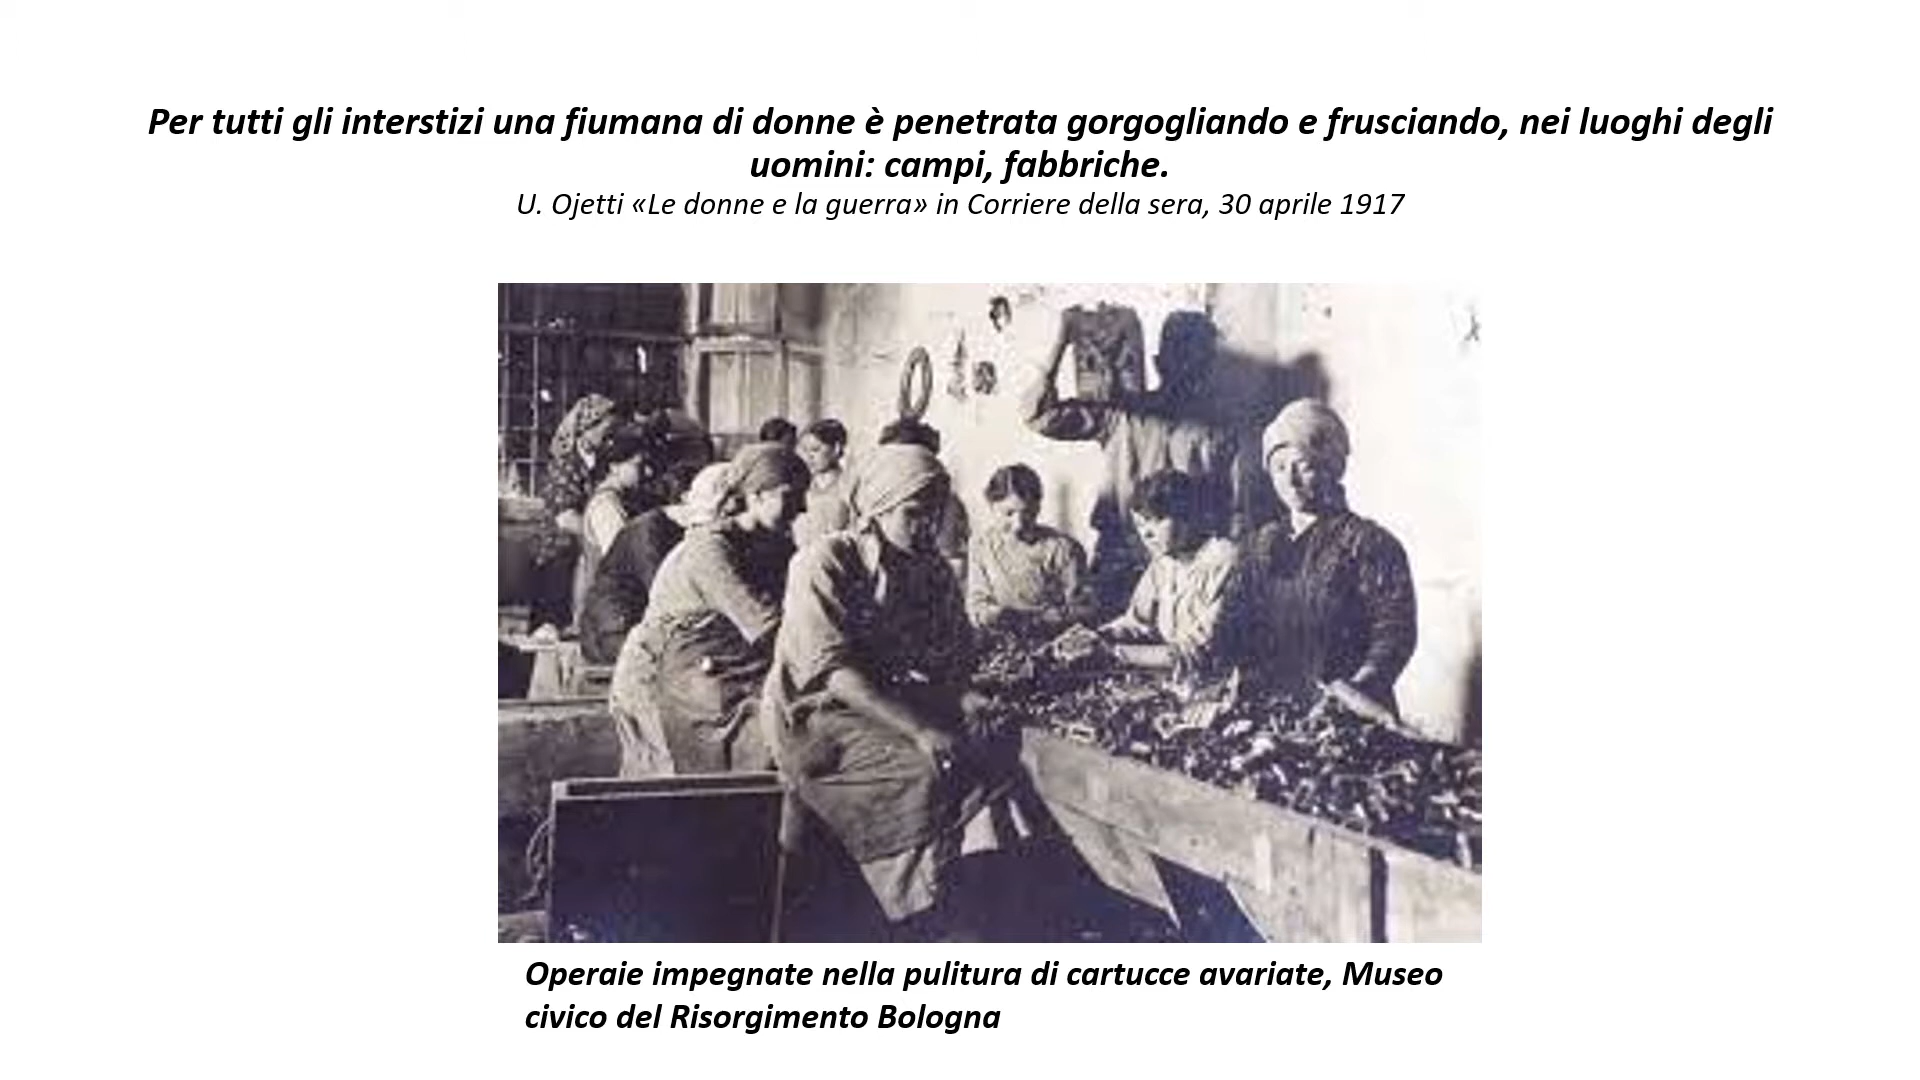 Per tutti gli interstizi una fiumana di donne è penetrata gorgogliando e frusciando, nei luoghi degli
uomini: campi, fabbriche.
U. Ojetti «Le donne e la guerra» in Corriere della sera, 30 aprile 1917
Operaie impegnate nella pulitura di cartucce avariate, Museo
civico del Risorgimento Bologna